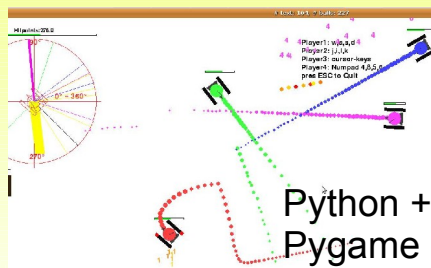 Hitpoints:276.0
90°
0° - 360°
270°
Player1: w,a,s,d
Player2: j,i,l,k
Player3: cursor-keys
Player4: Numpad 4,8,5,6
pres ESC to Quit
Python +
Pygame